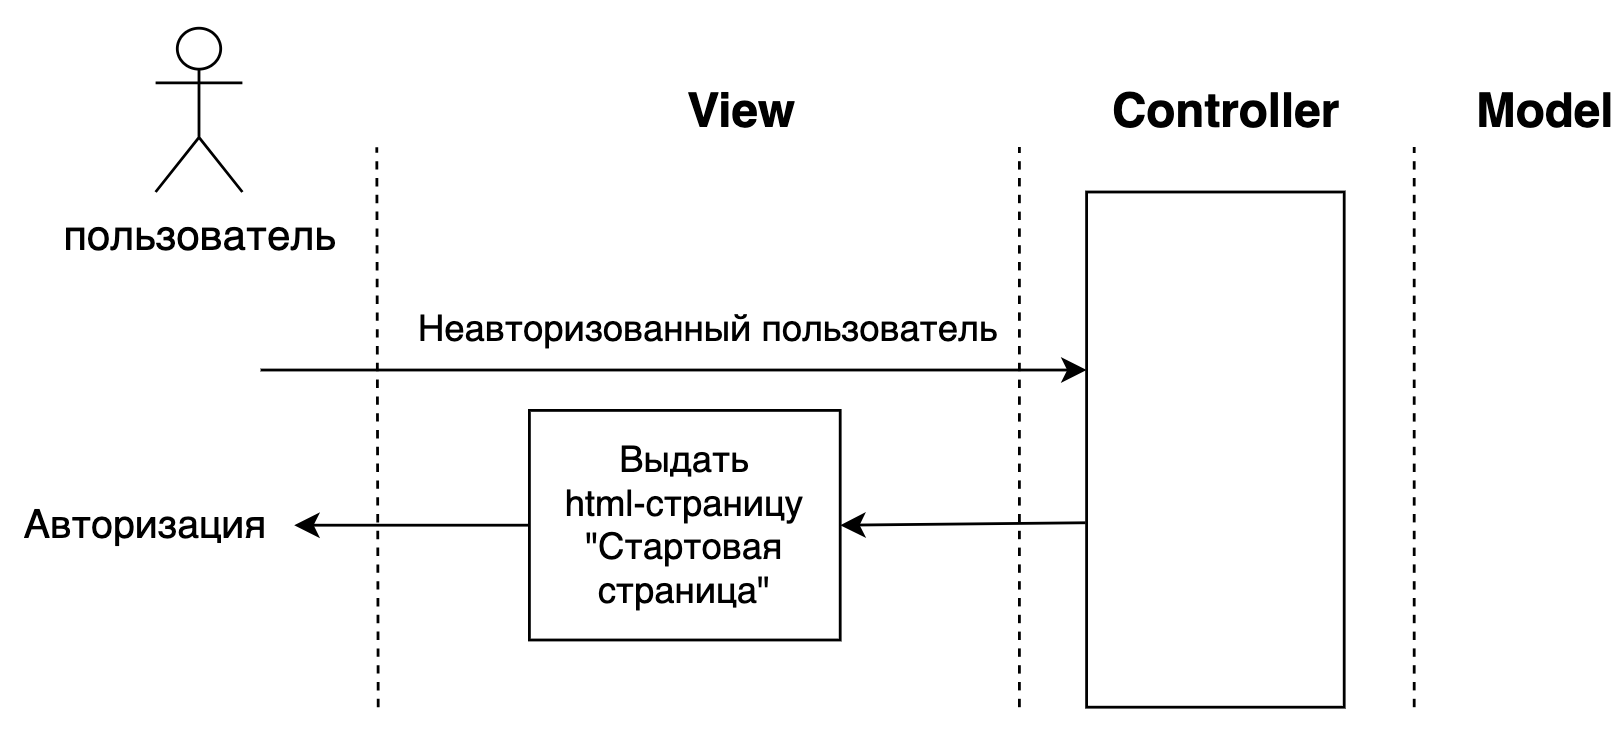 View
Controller
Model
пользователь
Неавторизованный пользователь
Авторизация
Выдать
html-страницу
"Стартовая
страница"